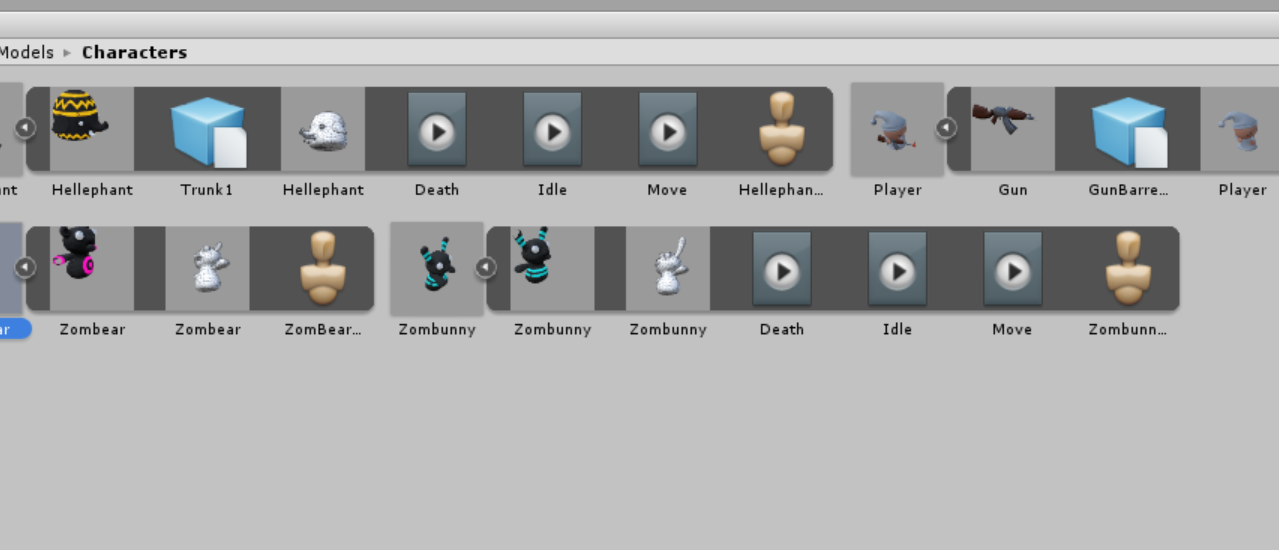 Models ▸ Characters
nt Hellephant Trunk1 Hellephant Death Idle Move Hellephan... Player Gun GunBarre... Player
ar Zombear Zombear ZomBear... Zombunny Zombunny Zombunny Death Idle Move Zombunn...